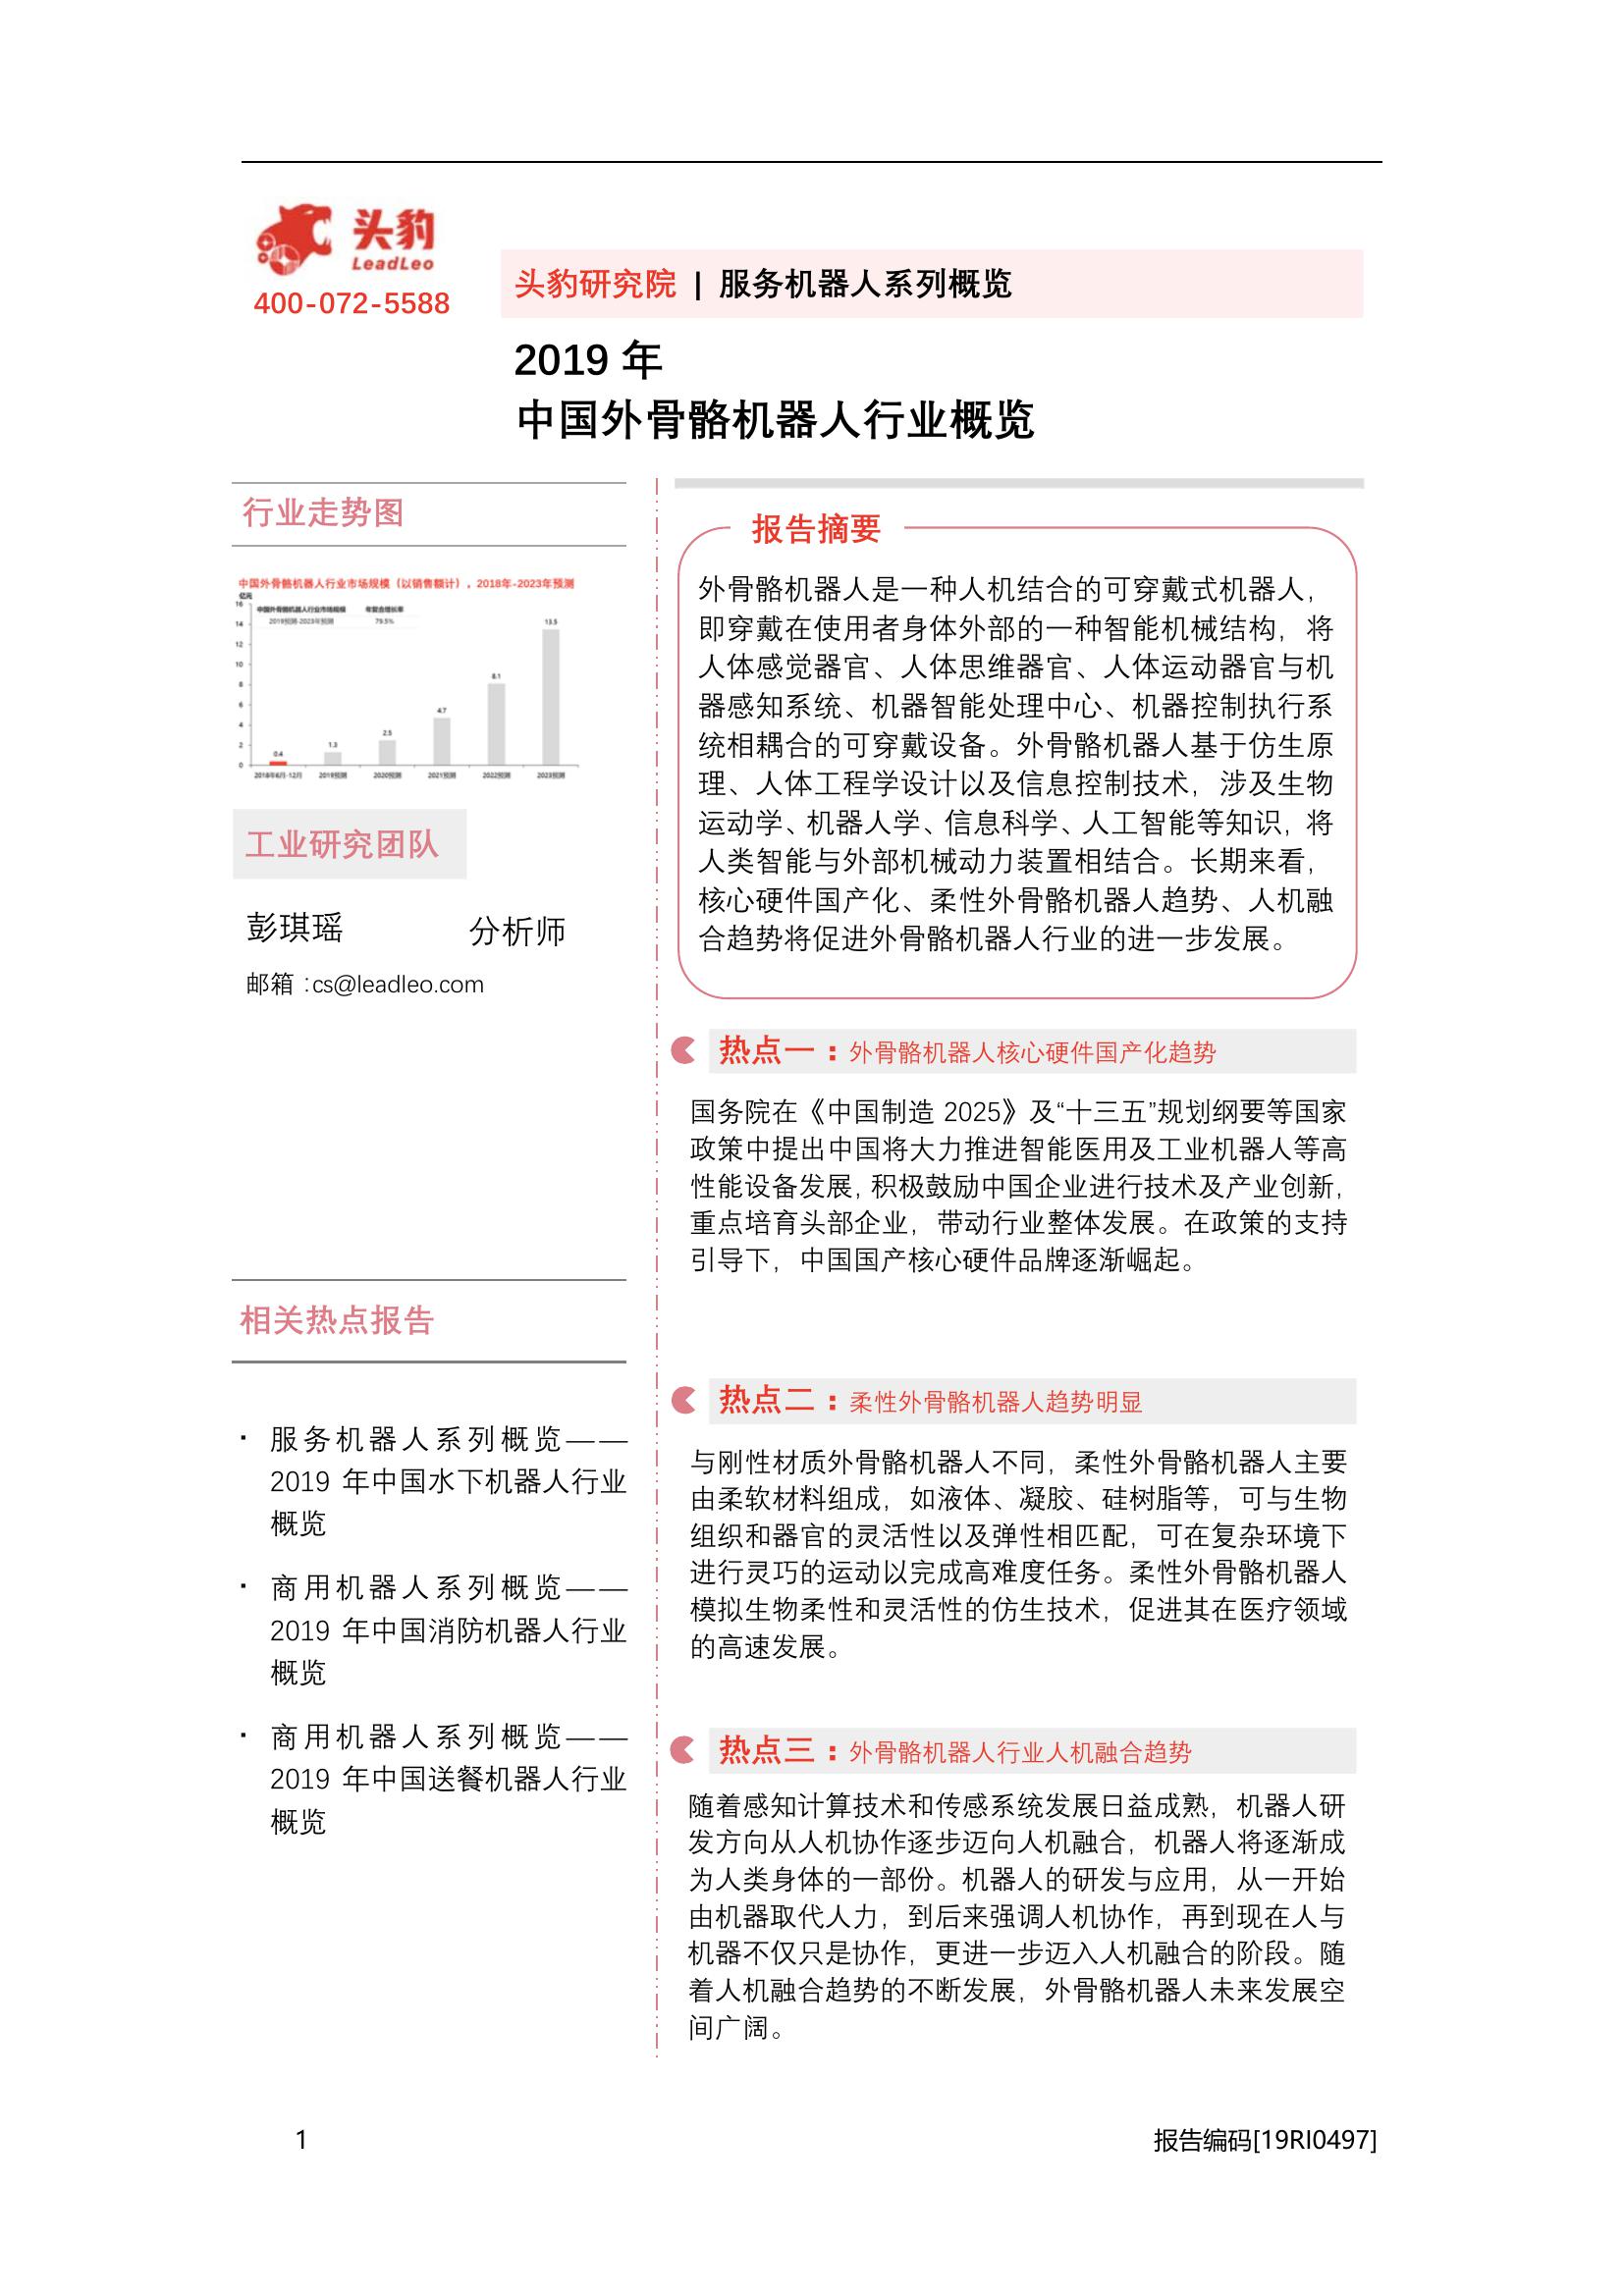 头豹
LeadLeo
400-072-5588
头豹研究院 | 服务机器人系列概览
2019 年
中国外骨骼机器人行业概览
行业走势图
中国外骨骼机器人行业市场规模（以销售额计），2018年-2023年预测
亿元
中国外骨骼机器人行业市场规模 年复合增长率
2019预测-2023年预测 79.5%
16
14
12
10
8
6
4
2
0
0.4
1.3
2.5
4.7
8.1
13.5
2018年6月-12月 2019预测 2020预测 2021预测 2022预测 2023预测
工业研究团队
彭琪瑶 分析师
邮箱：cs@leadleo.com
相关热点报告
· 服务机器人系列概览——
2019 年中国水下机器人行业
概览
· 商用机器人系列概览——
2019 年中国消防机器人行业
概览
· 商用机器人系列概览——
2019 年中国送餐机器人行业
概览
报告摘要
外骨骼机器人是一种人机结合的可穿戴式机器人，
即穿戴在使用者身体外部的一种智能机械结构，将
人体感觉器官、人体思维器官、人体运动器官与机
器感知系统、机器智能处理中心、机器控制执行系
统相耦合的可穿戴设备。外骨骼机器人基于仿生原
理、人体工程学设计以及信息控制技术，涉及生物
运动学、机器人学、信息科学、人工智能等知识，将
人类智能与外部机械动力装置相结合。长期来看，
核心硬件国产化、柔性外骨骼机器人趋势、人机融
合趋势将促进外骨骼机器人行业的进一步发展。
热点一：外骨骼机器人核心硬件国产化趋势
国务院在《中国制造 2025》及“十三五”规划纲要等国家
政策中提出中国将大力推进智能医用及工业机器人等高
性能设备发展，积极鼓励中国企业进行技术及产业创新，
重点培育头部企业，带动行业整体发展。在政策的支持
引导下，中国国产核心硬件品牌逐渐崛起。
热点二：柔性外骨骼机器人趋势明显
与刚性材质外骨骼机器人不同，柔性外骨骼机器人主要
由柔软材料组成，如液体、凝胶、硅树脂等，可与生物
组织和器官的灵活性以及弹性相匹配，可在复杂环境下
进行灵巧的运动以完成高难度任务。柔性外骨骼机器人
模拟生物柔性和灵活性的仿生技术，促进其在医疗领域
的高速发展。
热点三：外骨骼机器人行业人机融合趋势
随着感知计算技术和传感系统发展日益成熟，机器人研
发方向从人机协作逐步迈向人机融合，机器人将逐渐成
为人类身体的一部份。机器人的研发与应用，从一开始
由机器取代人力，到后来强调人机协作，再到现在人与
机器不仅只是协作，更进一步迈入人机融合的阶段。随
着人机融合趋势的不断发展，外骨骼机器人未来发展空
间广阔。
1 报告编码[19RI0497]